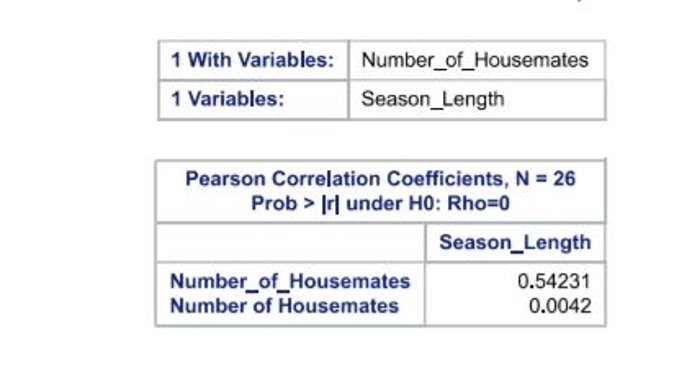 1 With Variables: Number_of_Housemates
1 Variables: Season_Length
Pearson Correlation Coefficients, N = 26
Prob > |r| under H0: Rho=0
Season_Length
Number_of_Housemates 0.54231
Number of Housemates 0.0042